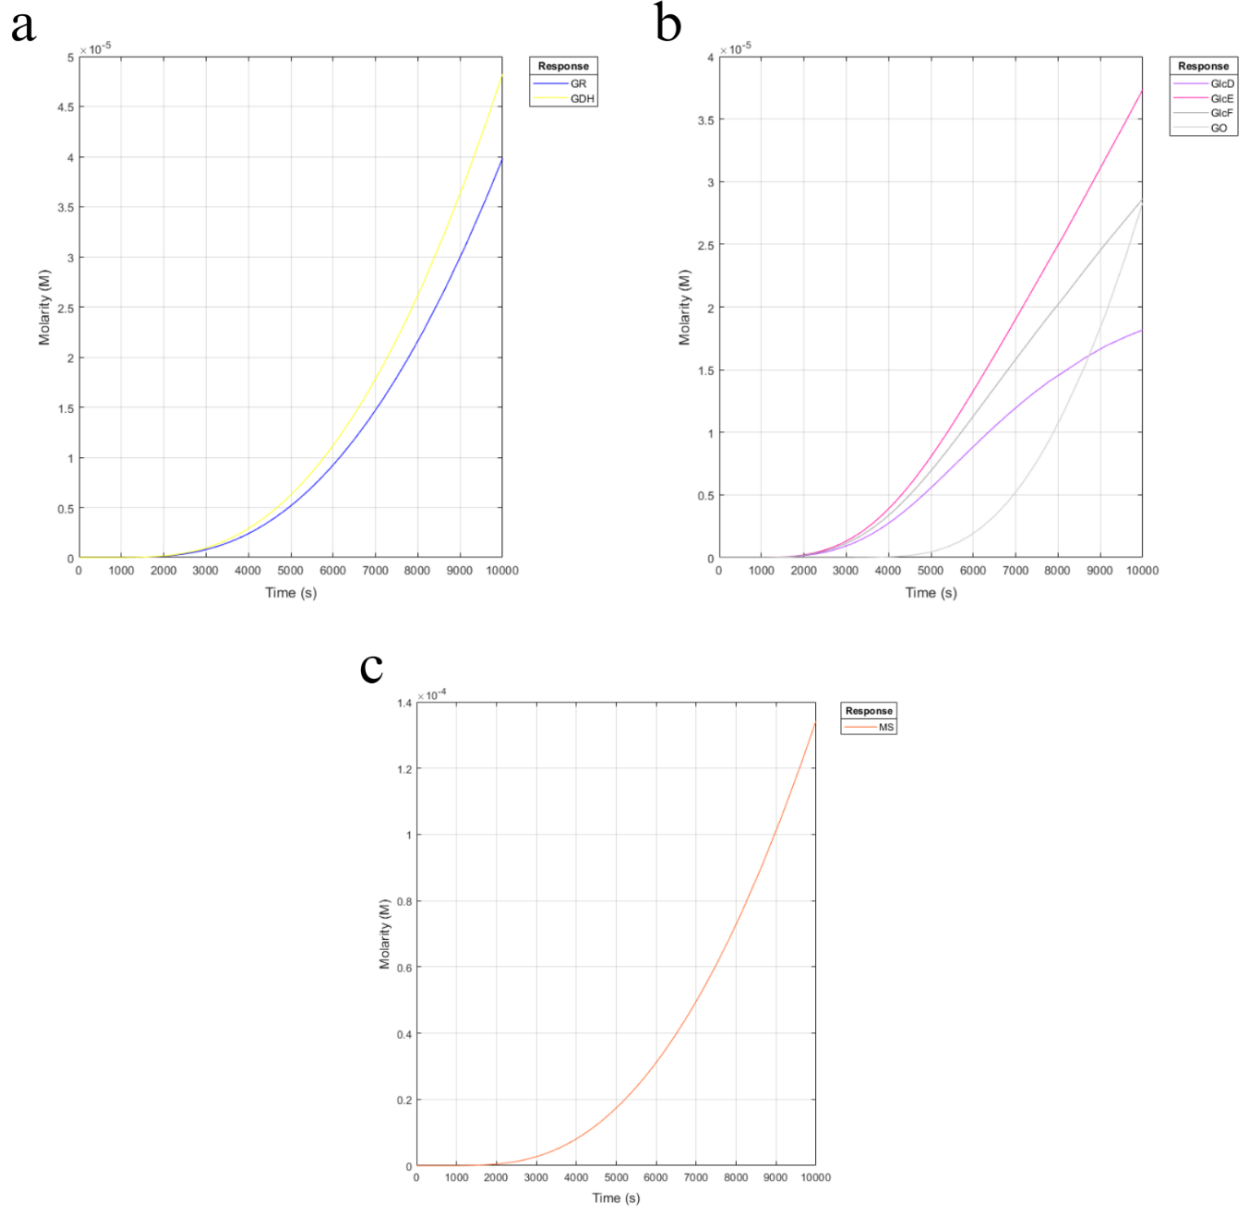 a
×10⁻⁵
5
4.5
4
3.5
3
2.5
2
1.5
1
0.5
0
0 1000 2000 3000 4000 5000 6000 7000 8000 9000 10000
Time (s)
Molarity (M)
Response
GR
GDH
b
×10⁻⁵
4
3.5
3
2.5
2
1.5
1
0.5
0
0 1000 2000 3000 4000 5000 6000 7000 8000 9000 10000
Time (s)
Molarity (M)
Response
GlcD
GlcE
GlcF
GO
c
×10⁻⁴
1.4
1.2
1
0.8
0.6
0.4
0.2
0
0 1000 2000 3000 4000 5000 6000 7000 8000 9000 10000
Time (s)
Molarity (M)
Response
MS